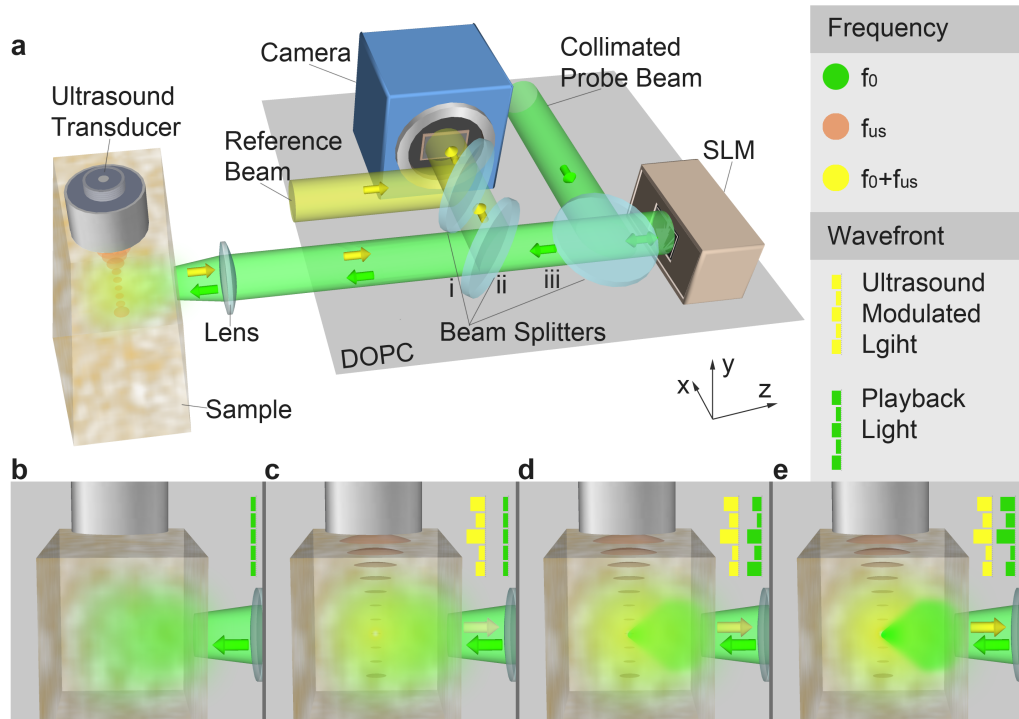 a
Camera
Collimated
Probe Beam
Ultrasound
Transducer
Reference
Beam
SLM
i
ii
iii
Lens
Beam Splitters
DOPC
Sample
x
y
z
Frequency
f0
fus
f0+fus
Wavefront
Ultrasound
Modulated
Lgiht
Playback
Light
b
c
d
e